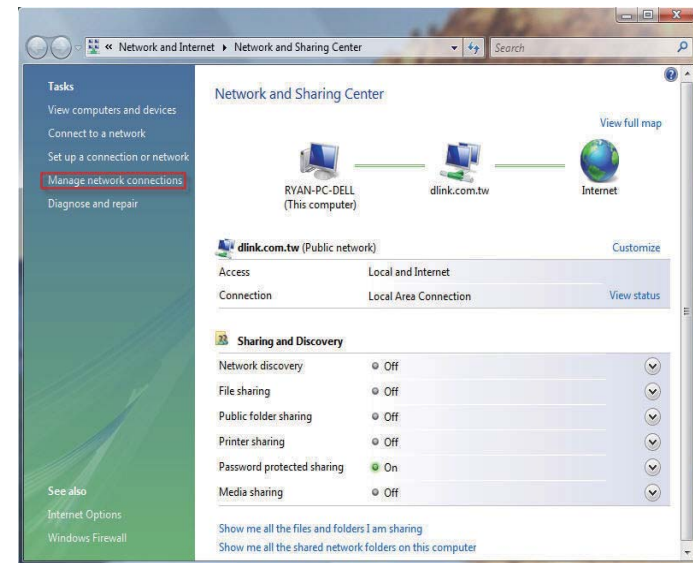 « Network and Internet ▸ Network and Sharing Center
Search
Tasks
View computers and devices
Connect to a network
Set up a connection or network
Manage network connections
Diagnose and repair
See also
Internet Options
Windows Firewall
Network and Sharing Center
View full map
RYAN-PC-DELL
(This computer)
dlink.com.tw
Internet
dlink.com.tw (Public network)
Customize
Access Local and Internet
Connection Local Area Connection View status
Sharing and Discovery
Network discovery Off
File sharing Off
Public folder sharing Off
Printer sharing Off
Password protected sharing On
Media sharing Off
Show me all the files and folders I am sharing
Show me all the shared network folders on this computer